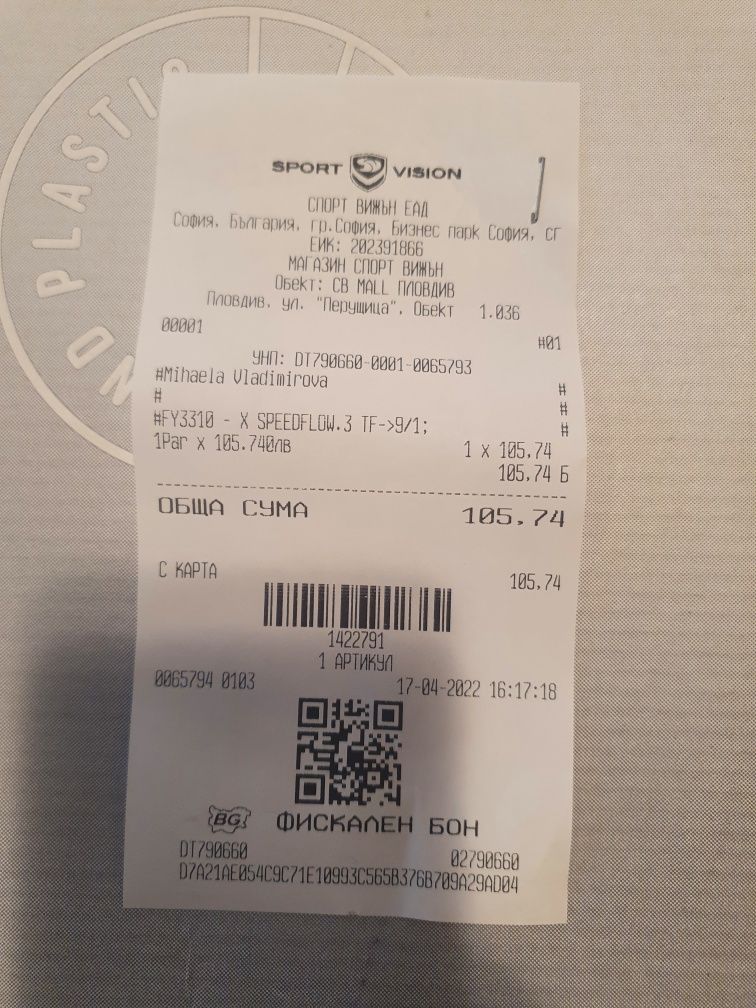 END PLASTIC
SPORT VISION
СПОРТ ВИЖЪН ЕАД
София, България, гр.София, Бизнес парк София, сг
ЕИК: 202391866
МАГАЗИН СПОРТ ВИЖЪН
Обект: СВ MALL ПЛОВДИВ
Пловдив, ул. "Перущица", Обект 1.036
00001 #01
УНП: DT790660-0001-0065793
#Mihaela Vladimirova #
# #
#FY3310 - X SPEEDFLOW.3 TF->9/1; #
1Par x 105.740лв 1 x 105.74
105.74 Б
ОБЩА СУМА 105.74
С КАРТА 105.74
1422791
1 АРТИКУЛ
0065794 0103 17-04-2022 16:17:18
BG ФИСКАЛЕН БОН
DT790660 02790660
D7A21AE054C9C71E10993C565B376B709A29AD04